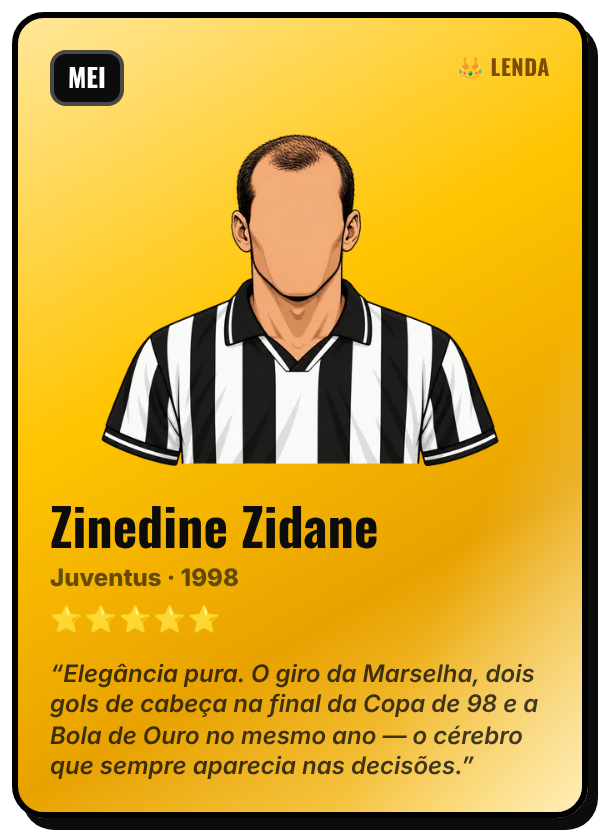 MEI
LENDA
Zinedine Zidane
Juventus · 1998
“Elegância pura. O giro da Marselha, dois
gols de cabeça na final da Copa de 98 e a
Bola de Ouro no mesmo ano — o cérebro
que sempre aparecia nas decisões.”